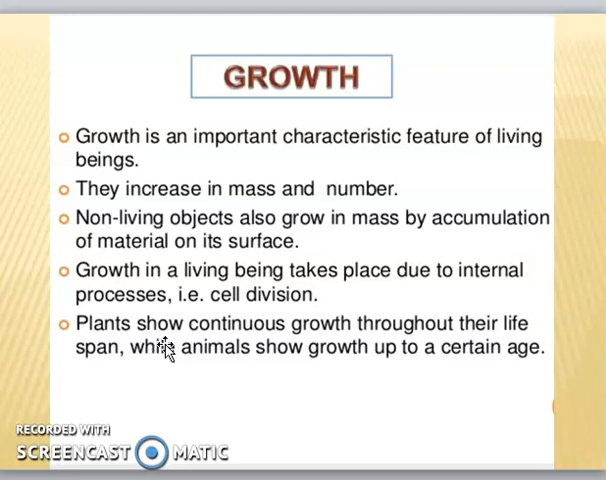 GROWTH
Growth is an important characteristic feature of living
beings.
They increase in mass and number.
Non-living objects also grow in mass by accumulation
of material on its surface.
Growth in a living being takes place due to internal
processes, i.e. cell division.
Plants show continuous growth throughout their life
span, while animals show growth up to a certain age.
RECORDED WITH
SCREENCAST MATIC